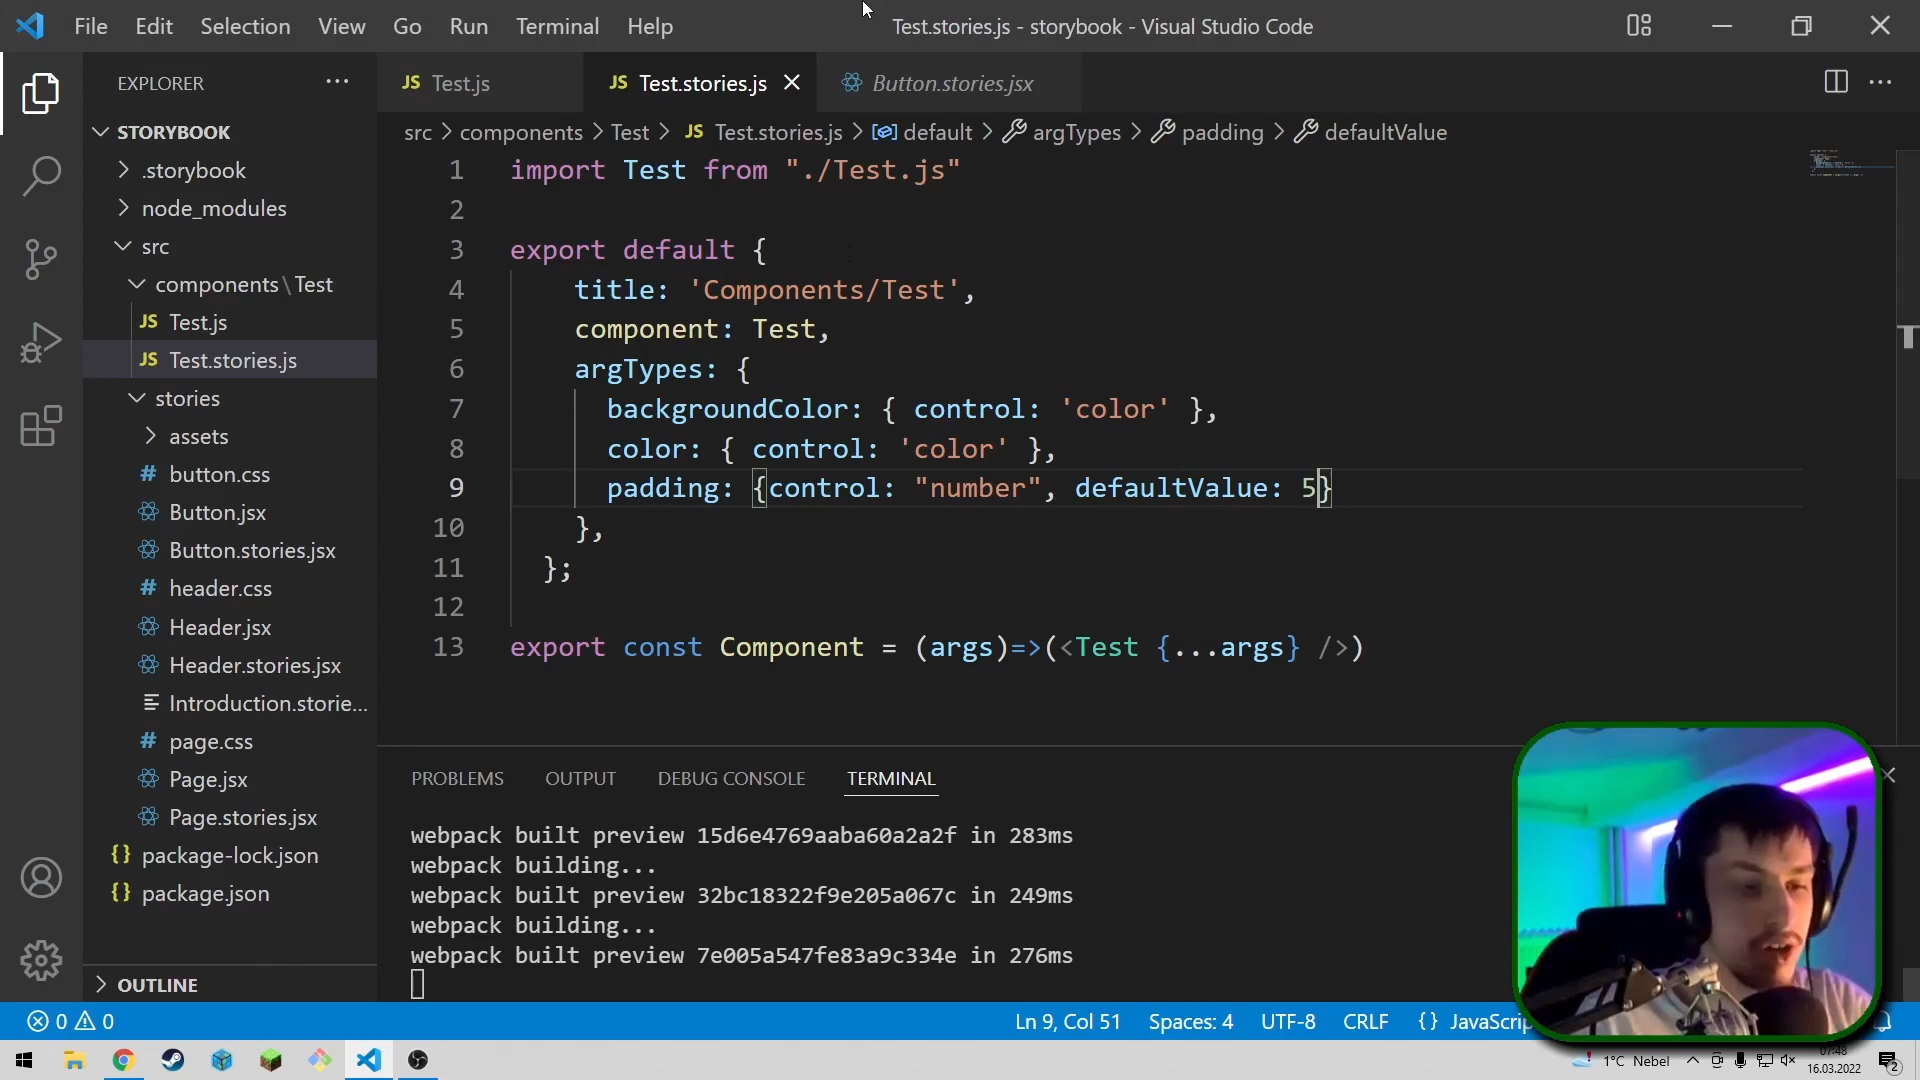 File Edit Selection View Go Run Terminal Help
Test.stories.js - storybook - Visual Studio Code
EXPLORER
JS Test.js
JS Test.stories.js
Button.stories.jsx
STORYBOOK
src > components > Test > JS Test.stories.js > default > argTypes > padding > defaultValue
.storybook
node_modules
src
components\Test
JS Test.js
JS Test.stories.js
stories
assets
# button.css
Button.jsx
Button.stories.jsx
# header.css
Header.jsx
Header.stories.jsx
Introduction.storie...
# page.css
Page.jsx
Page.stories.jsx
{} package-lock.json
{} package.json
OUTLINE
1 import Test from "./Test.js"
2
3 export default {
4 title: 'Components/Test',
5 component: Test,
6 argTypes: {
7 backgroundColor: { control: 'color' },
8 color: { control: 'color' },
9 padding: {control: "number", defaultValue: 5}
10 },
11 };
12
13 export const Component = (args)=>(<Test {...args} />)
PROBLEMS OUTPUT DEBUG CONSOLE TERMINAL
webpack built preview 15d6e4769aaba60a2a2f in 283ms
webpack building...
webpack built preview 32bc18322f9e205a067c in 249ms
webpack building...
webpack built preview 7e005a547fe83a9c334e in 276ms
0 0
Ln 9, Col 51 Spaces: 4 UTF-8 CRLF {} JavaScrip
1°C Nebel
07:48
16.03.2022
2